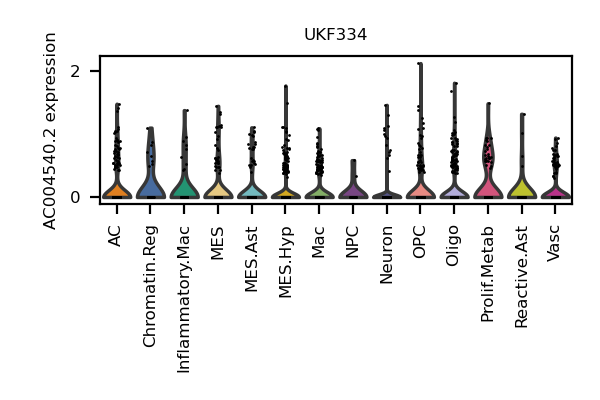 UKF334
AC004540.2 expression
2
0
AC
Chromatin.Reg
Inflammatory.Mac
MES
MES.Ast
MES.Hyp
Mac
NPC
Neuron
OPC
Oligo
Prolif.Metab
Reactive.Ast
Vasc